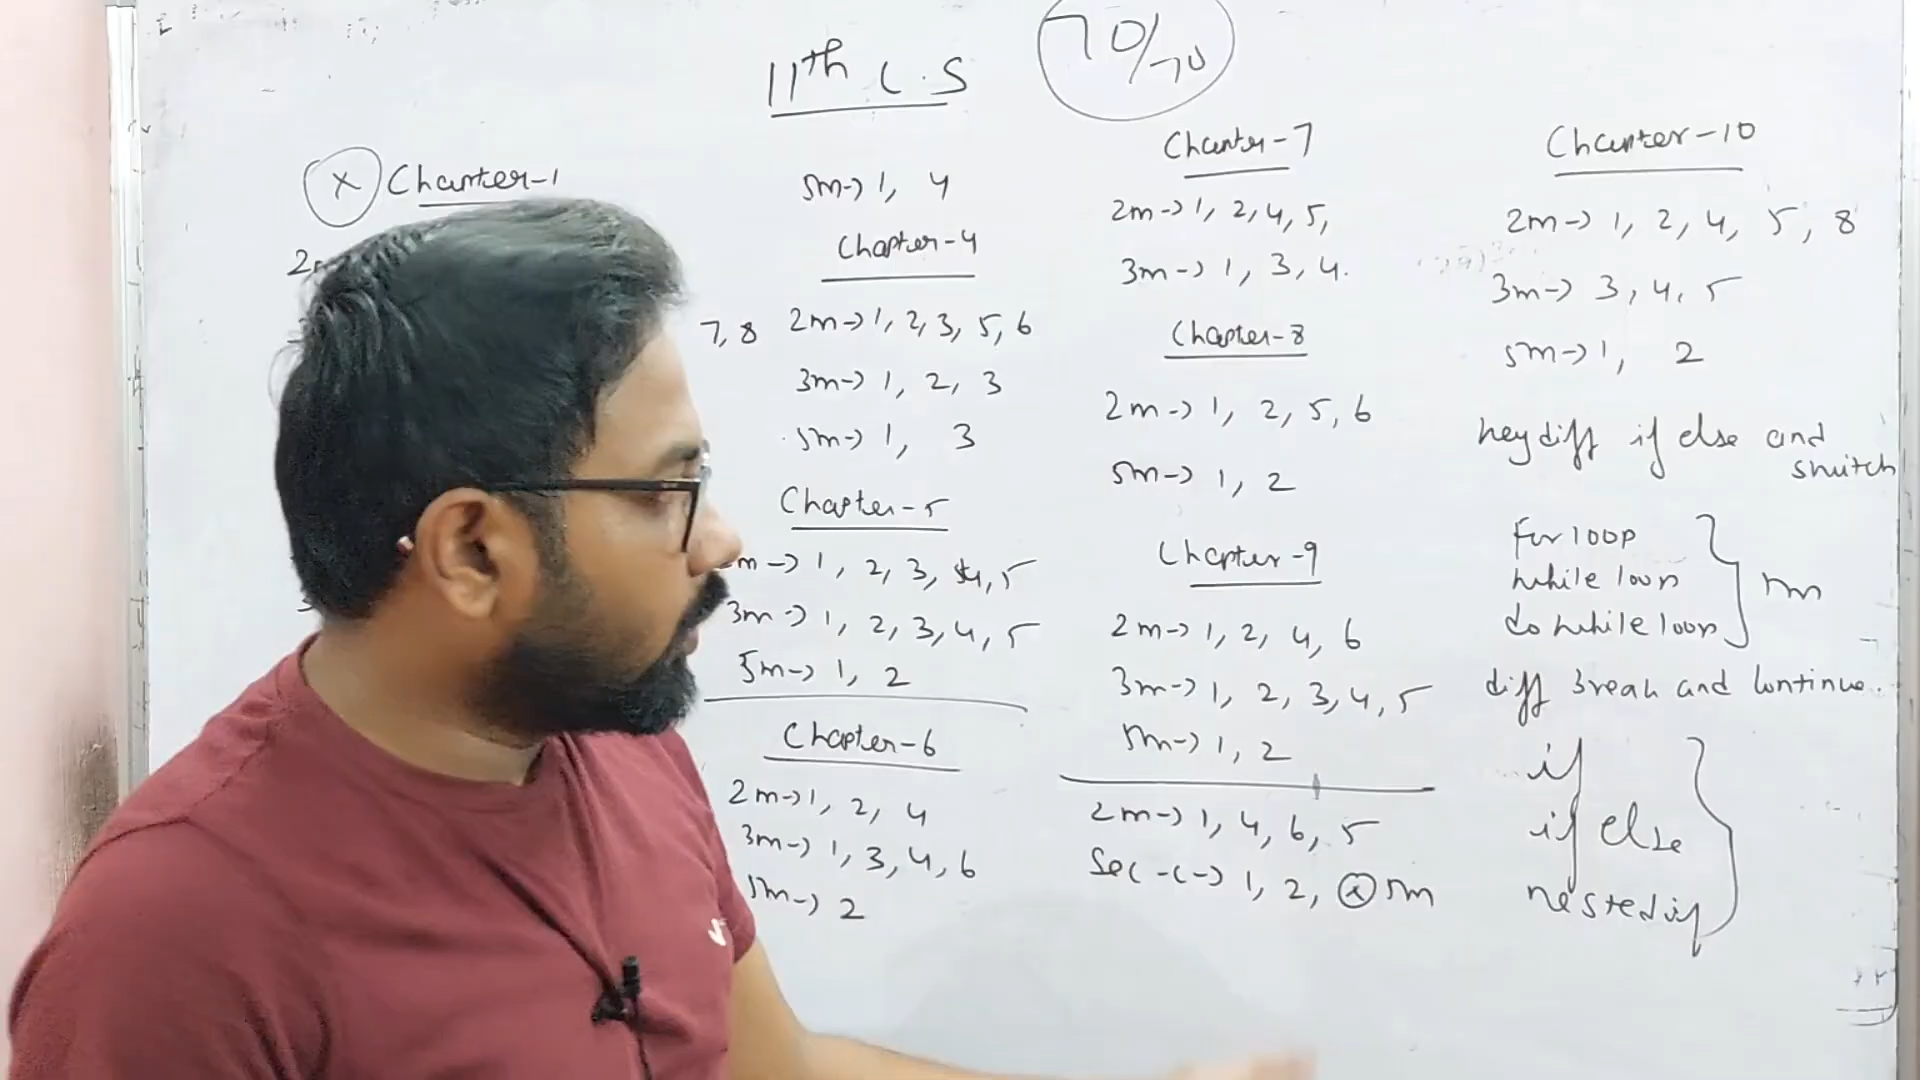 11th C.S
70/70
X Chapter-1
2
7, 8
5m-> 1, 4
Chapter-4
2m-> 1, 2, 3, 5, 6
3m-> 1, 2, 3
5m-> 1, 3
Chapter-5
m-> 1, 2, 3, 4, 5
3m-> 1, 2, 3, 4, 5
5m-> 1, 2
Chapter-6
2m-> 1, 2, 4
3m-> 1, 3, 4, 6
5m-> 2
Chapter-7
2m-> 1, 2, 4, 5,
3m-> 1, 3, 4.
Chapter-8
2m-> 1, 2, 5, 6
5m-> 1, 2
Chapter-9
2m-> 1, 2, 4, 6
3m-> 1, 2, 3, 4, 5
5m-> 1, 2
2m-> 1, 4, 6, 5
Sec-C-> 1, 2, X 5m
Chapter-10
2m-> 1, 2, 4, 5, 8
3m-> 3, 4, 5
5m-> 1, 2
key diff if else and
switch
For loop
while loop
do while loop
5m
diff break and continue.
if
if else
nested if